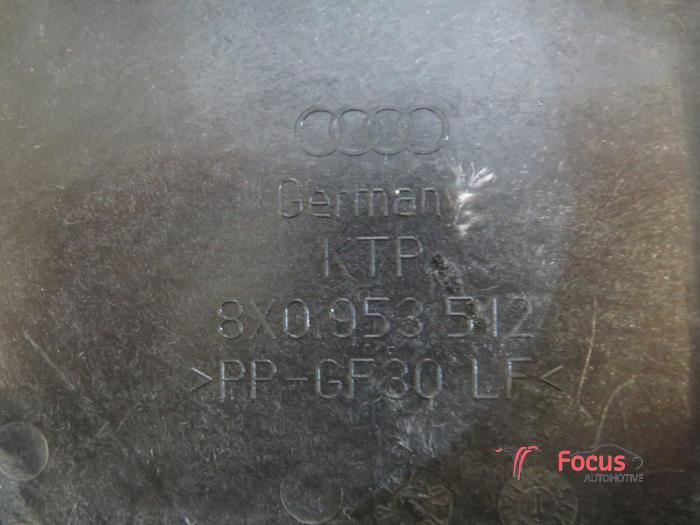 Germany
KTP
8X0.953 512
>PP-GF30 LF<
Focus
AUTOMOTIVE